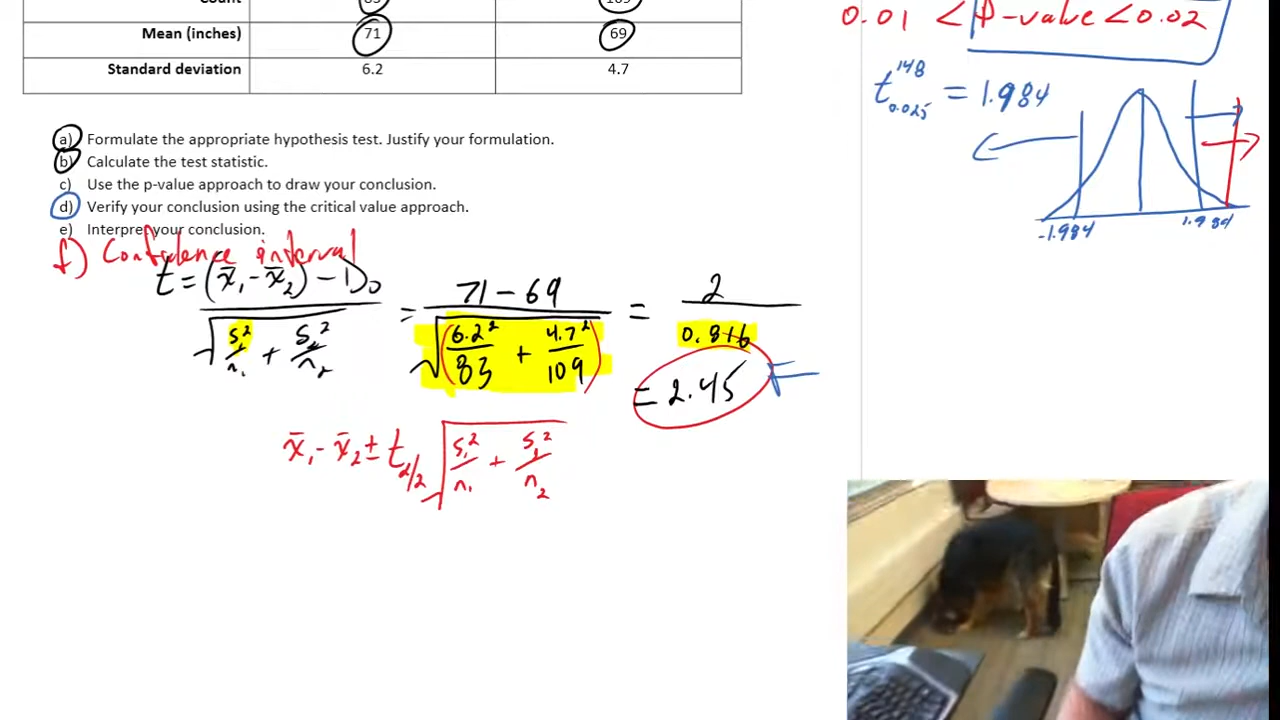 Count 83 109
0.01 < P-value < 0.02
Mean (inches) 71 69
Standard deviation 6.2 4.7
t^148_0.025 = 1.984
-1.984 1.984
a) Formulate the appropriate hypothesis test. Justify your formulation.
b) Calculate the test statistic.
c) Use the p-value approach to draw your conclusion.
d) Verify your conclusion using the critical value approach.
e) Interpret your conclusion.
f) Confidence interval
t = (x̄₁ - x̄₂) - D₀ / √(s₁²/n₁ + s₂²/n₂) = 71 - 69 / √(6.2²/83 + 4.7²/109) = 2 / 0.816
= 2.45
x̄₁ - x̄₂ ± t_α/2 √(s₁²/n₁ + s₂²/n₂)